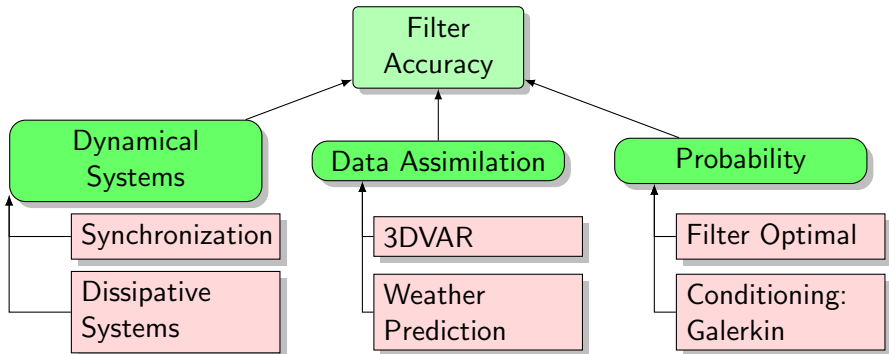 Filter
Accuracy
Dynamical
Systems
Data Assimilation
Probability
Synchronization
3DVAR
Filter Optimal
Dissipative
Systems
Weather
Prediction
Conditioning:
Galerkin